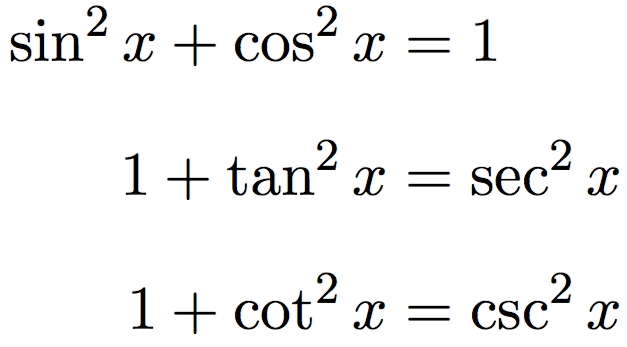 sin² x + cos² x = 1
1 + tan² x = sec² x
1 + cot² x = csc² x